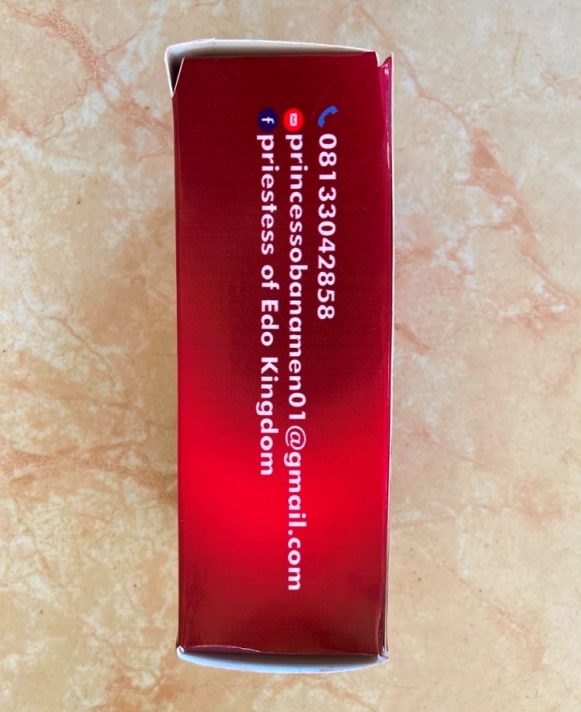 08133042858
princessobanamen01@gmail.com
priestess of Edo Kingdom